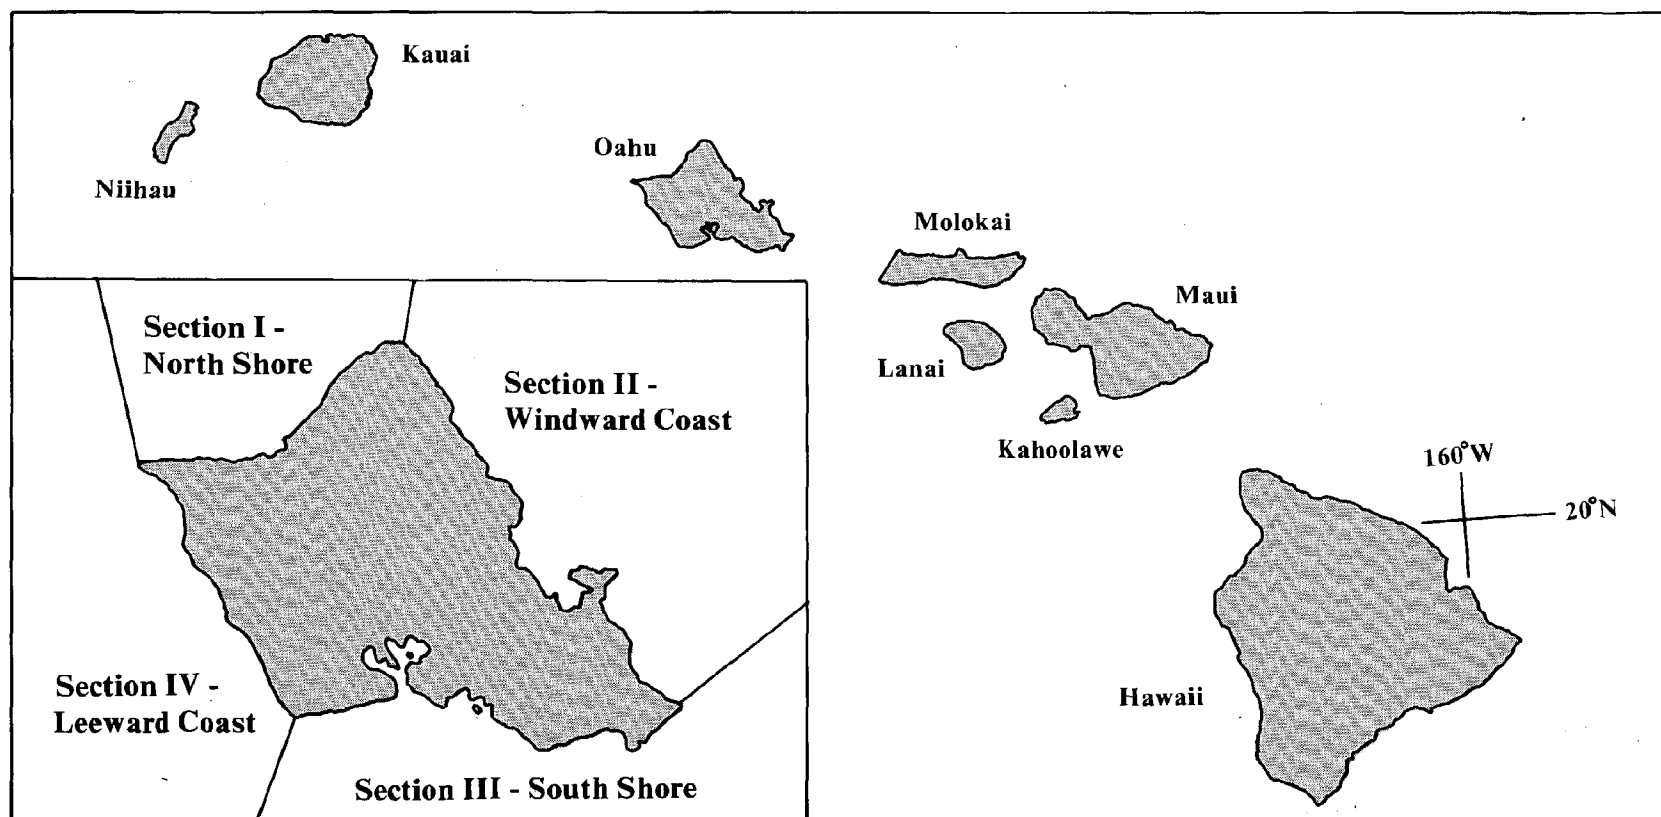 Kauai
Niihau
Oahu
Molokai
Maui
Lanai
Kahoolawe
160°W
20°N
Hawaii
Section I -
North Shore
Section II -
Windward Coast
Section IV -
Leeward Coast
Section III - South Shore